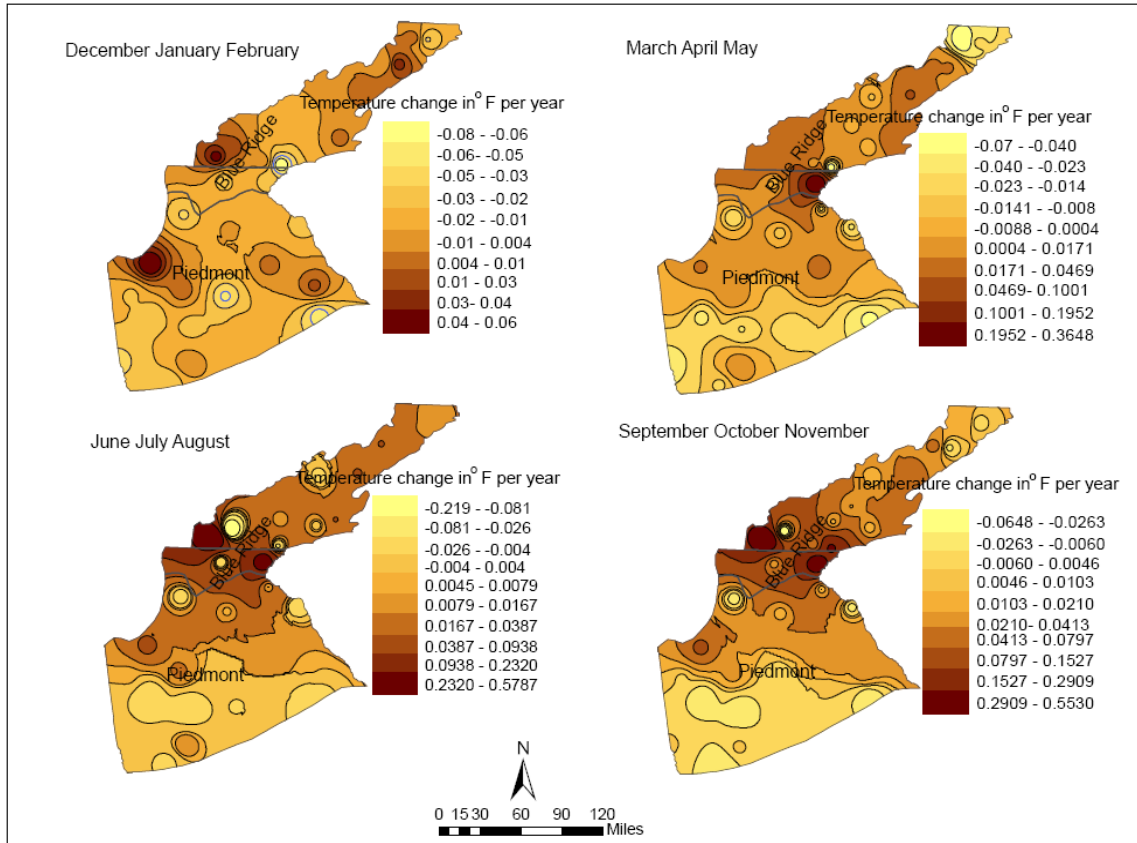 December January February
Temperature change in° F per year
-0.08 - -0.06
-0.06- -0.05
-0.05 - -0.03
-0.03 - -0.02
-0.02 - -0.01
-0.01 - 0.004
0.004 - 0.01
0.01 - 0.03
0.03- 0.04
0.04 - 0.06
Blue Ridge
Piedmont
March April May
Temperature change in° F per year
-0.07 - -0.040
-0.040 - -0.023
-0.023 - -0.014
-0.0141 - -0.008
-0.0088 - 0.0004
0.0004 - 0.0171
0.0171 - 0.0469
0.0469- 0.1001
0.1001 - 0.1952
0.1952 - 0.3648
Blue Ridge
Piedmont
June July August
Temperature change in° F per year
-0.219 - -0.081
-0.081 - -0.026
-0.026 - -0.004
-0.004 - 0.004
0.0045 - 0.0079
0.0079 - 0.0167
0.0167 - 0.0387
0.0387 - 0.0938
0.0938 - 0.2320
0.2320 - 0.5787
Blue Ridge
Piedmont
September October November
Temperature change in° F per year
-0.0648 - -0.0263
-0.0263 - -0.0060
-0.0060 - 0.0046
0.0046 - 0.0103
0.0103 - 0.0210
0.0210- 0.0413
0.0413 - 0.0797
0.0797 - 0.1527
0.1527 - 0.2909
0.2909 - 0.5530
Blue Ridge
Piedmont
N
0 15 30 60 90 120
Miles